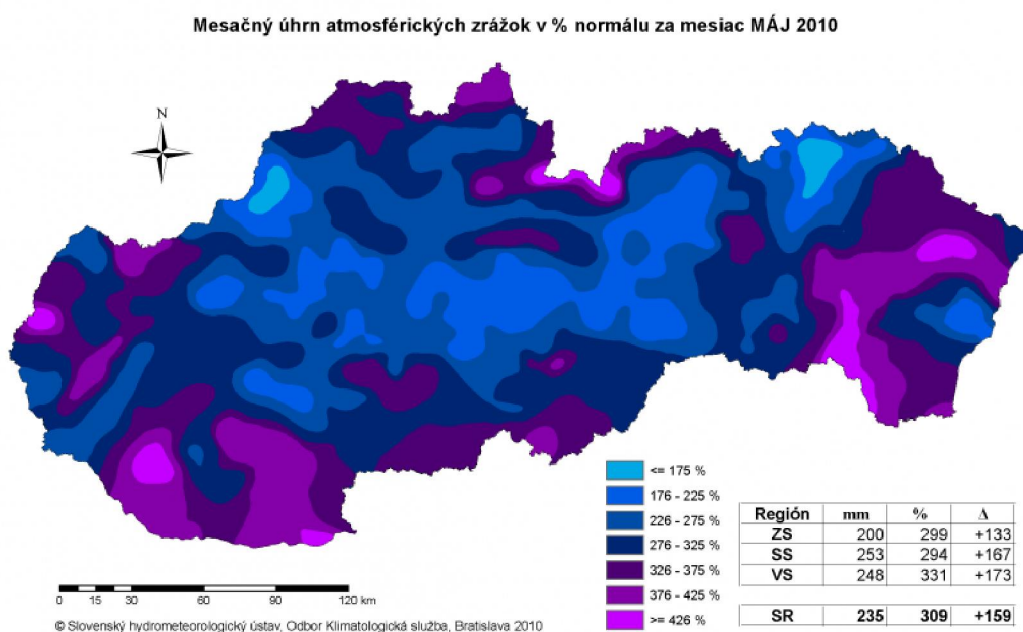 Mesačný úhrn atmosférických zrážok v % normálu za mesiac MÁJ 2010
N
<= 175 %
176 - 225 %
226 - 275 %
276 - 325 %
326 - 375 %
376 - 425 %
>= 426 %
Región mm % Δ
ZS 200 299 +133
SS 253 294 +167
VS 248 331 +173
SR 235 309 +159
0 15 30 60 90 120 km
© Slovenský hydrometeorologický ústav, Odbor Klimatologická služba, Bratislava 2010